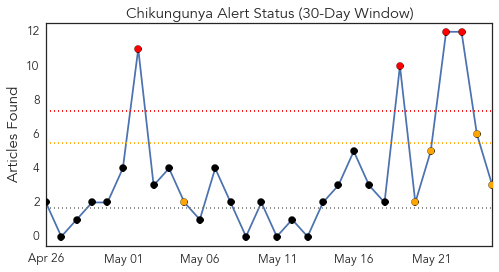 Chikungunya Alert Status (30-Day Window)
Articles Found
12
10
8
6
4
2
0
Apr 26
May 01
May 06
May 11
May 16
May 21